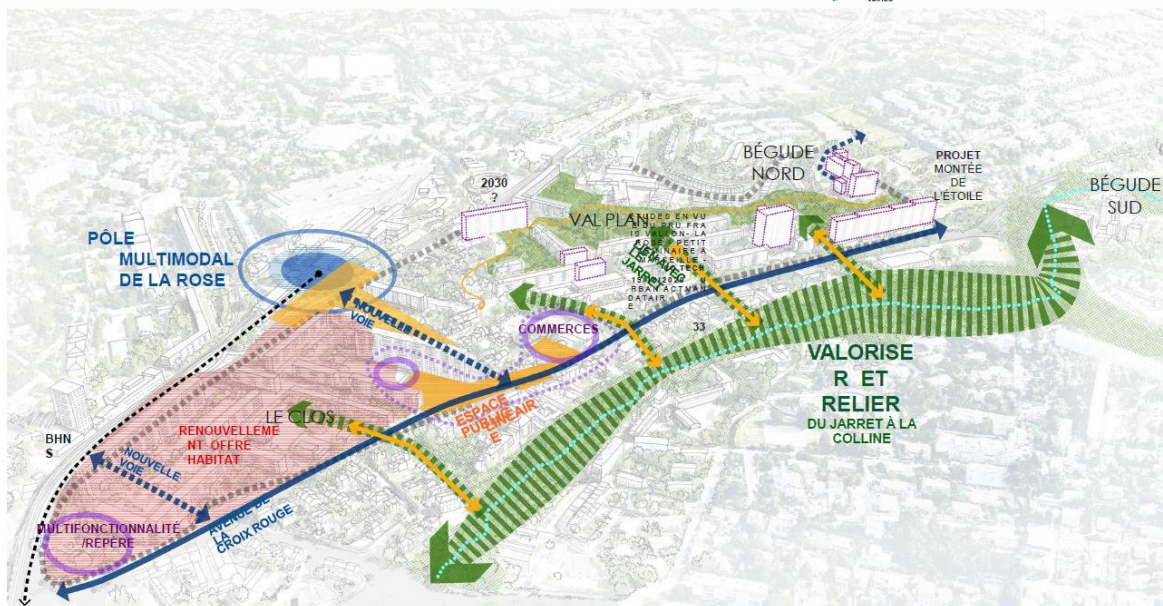 BÉGUDE
NORD
PROJET
MONTÉE
DE
L'ÉTOILE
BÉGUDE
SUD
2030
?
VAL PLAN
PÔLE
MULTIMODAL
DE LA ROSE
NOUVELLE
VOIE
COMMERCES
33
JARRET
VALORISE
R ET
RELIER
DU JARRET À LA
COLLINE
LE CLOS
ESPACE
RENOUVELLEME
NT OFFRE
HABITAT
BHN
S
NOUVELLE
VOIE
AVENUE DE
LA
CROIX ROUGE
MULTIFONCTIONNALITÉ
/REPÈRE